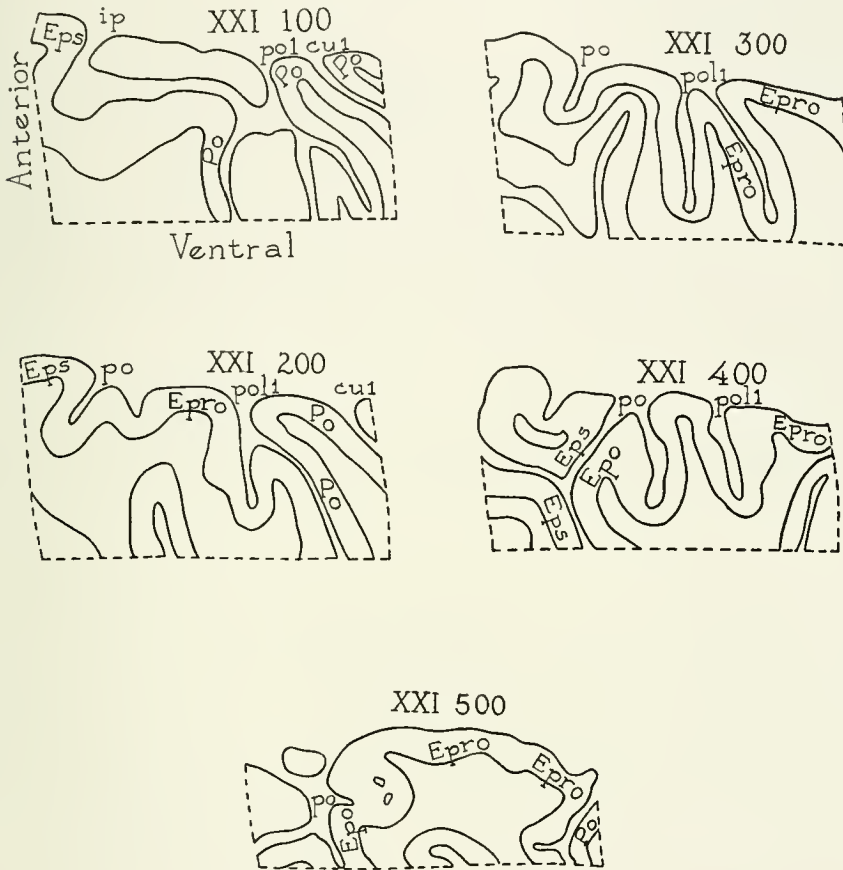 XXI 100
ip
Eps
pol
cu1
Po
Po
Po
Anterior
Ventral
XXI 300
po
pol1
Epro
Epro
XXI 200
Eps
po
Epro
pol1
cu1
Po
Po
XXI 400
po
pol1
Eps
Epo
Epro
Eps
XXI 500
Epro
Epro
po
Epo
Po